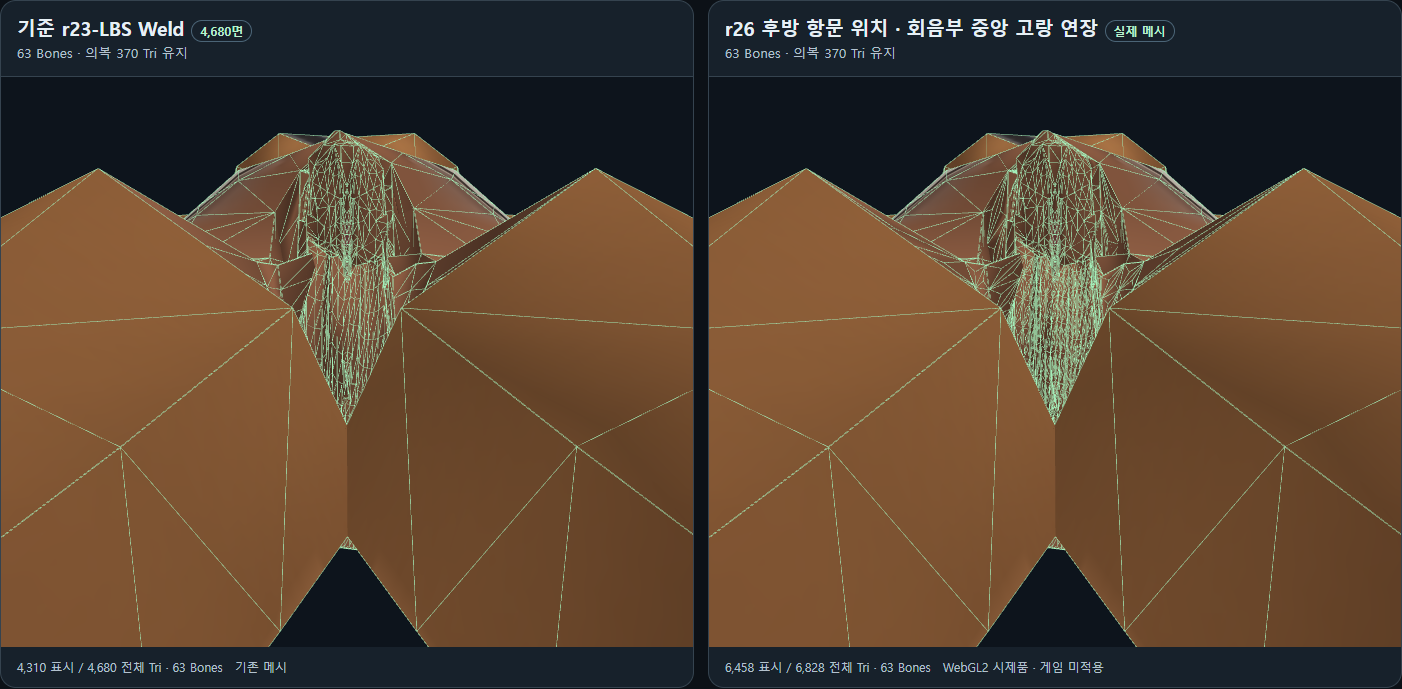 기준 r23-LBS Weld 4,680면
63 Bones · 의복 370 Tri 유지
4,310 표시 / 4,680 전체 Tri · 63 Bones 기존 메시
r26 후방 항문 위치 · 회음부 중앙 고랑 연장 실제 메시
63 Bones · 의복 370 Tri 유지
6,458 표시 / 6,828 전체 Tri · 63 Bones WebGL2 시제품 · 게임 미적용